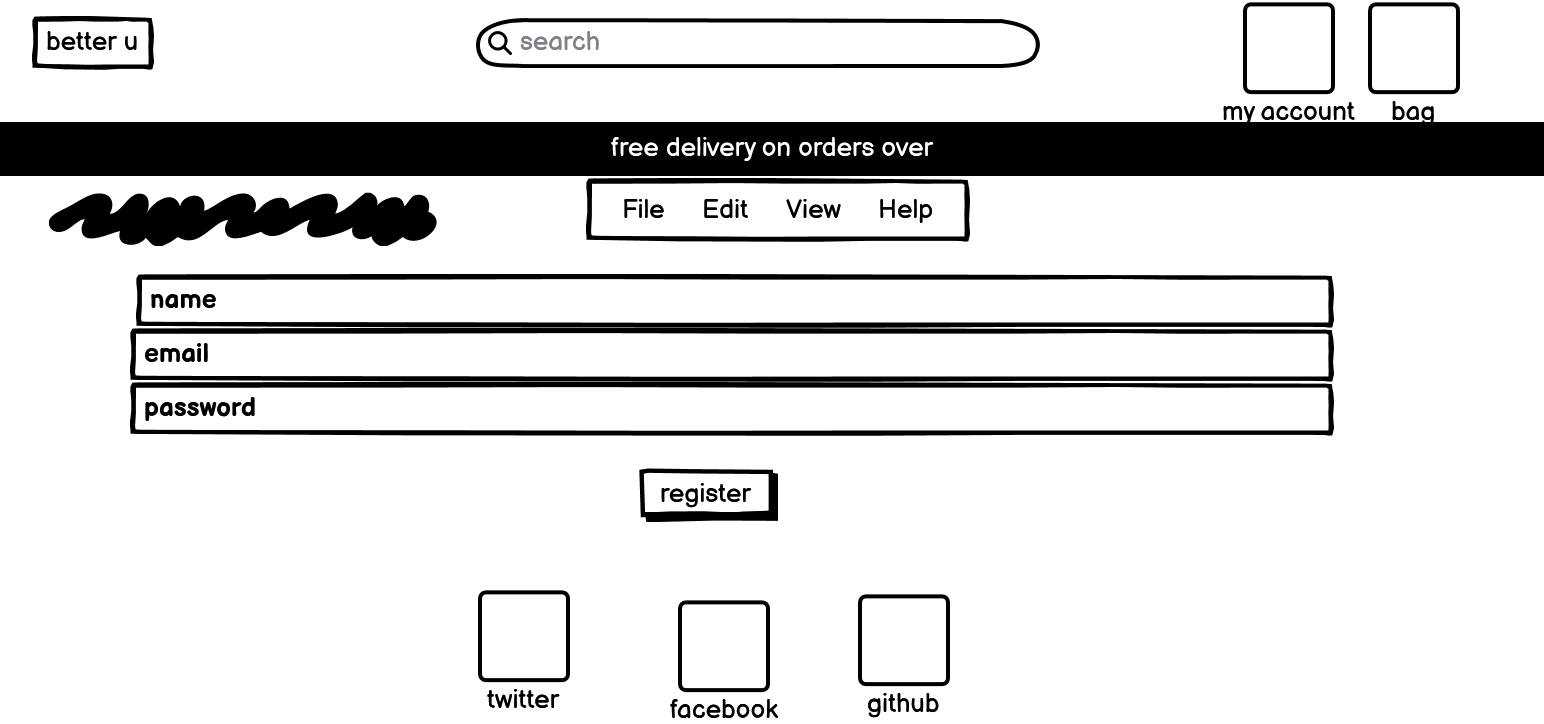 better u
search
my account bag
free delivery on orders over
File Edit View Help
name
email
password
register
twitter
facebook
github